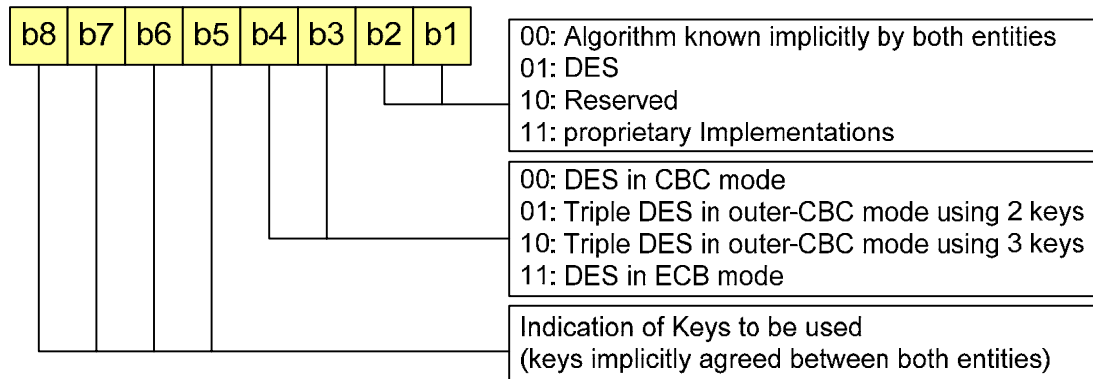 b8 b7 b6 b5 b4 b3 b2 b1
00: Algorithm known implicitly by both entities
01: DES
10: Reserved
11: proprietary Implementations
00: DES in CBC mode
01: Triple DES in outer-CBC mode using 2 keys
10: Triple DES in outer-CBC mode using 3 keys
11: DES in ECB mode
Indication of Keys to be used
(keys implicitly agreed between both entities)